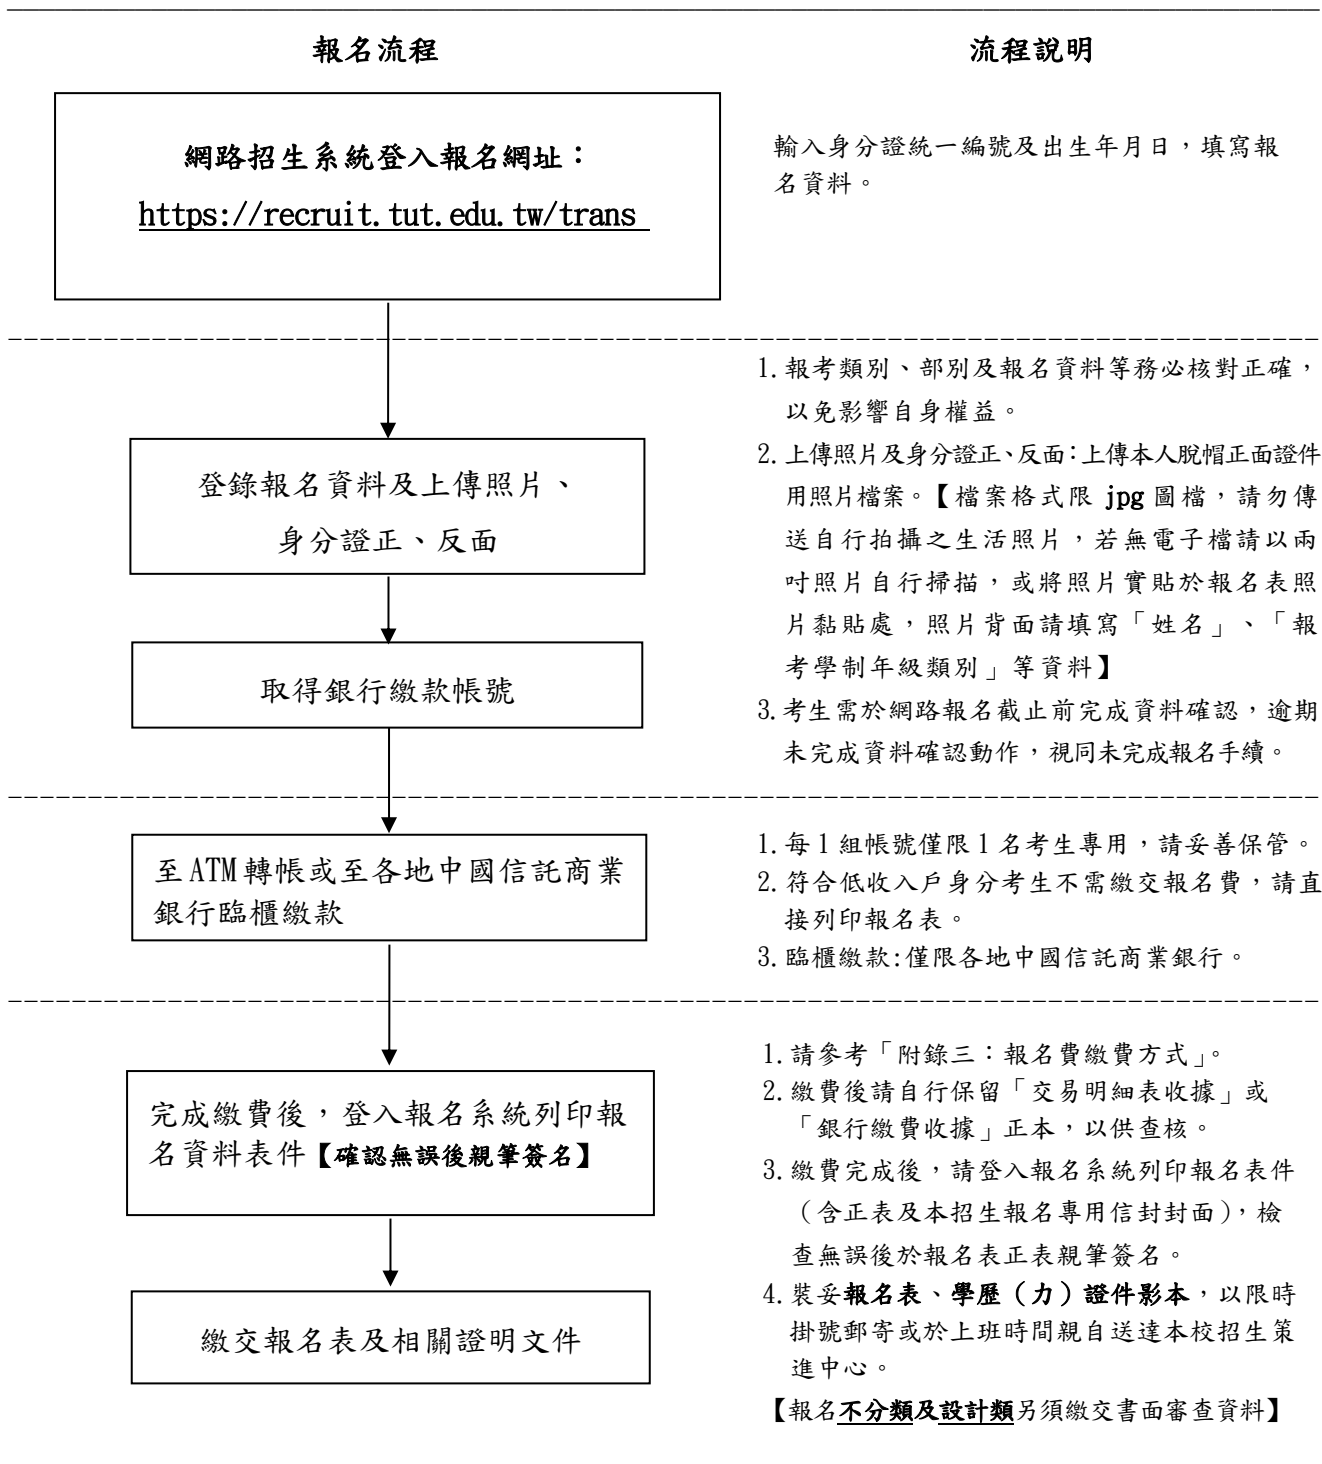 報名流程
流程說明
網路招生系統登入報名網址：
https://recruit.tut.edu.tw/trans
輸入身分證統一編號及出生年月日，填寫報
名資料。
登錄報名資料及上傳照片、
身分證正、反面
取得銀行繳款帳號
1.報考類別、部別及報名資料等務必核對正確，
以免影響自身權益。
2.上傳照片及身分證正、反面：上傳本人脫帽正面證件
用照片檔案。【檔案格式限 jpg 圖檔，請勿傳
送自行拍攝之生活照片，若無電子檔請以兩
吋照片自行掃描，或將照片實貼於報名表照
片黏貼處，照片背面請填寫「姓名」、「報
考學制年級類別」等資料】
3.考生需於網路報名截止前完成資料確認，逾期
未完成資料確認動作，視同未完成報名手續。
至 ATM 轉帳或至各地中國信託商業
銀行臨櫃繳款
1.每 1 組帳號僅限 1 名考生專用，請妥善保管。
2.符合低收入戶身分考生不需繳交報名費，請直
接列印報名表。
3.臨櫃繳款:僅限各地中國信託商業銀行。
完成繳費後，登入報名系統列印報
名資料表件【確認無誤後親筆簽名】
繳交報名表及相關證明文件
1.請參考「附錄三：報名費繳費方式」。
2.繳費後請自行保留「交易明細表收據」或
「銀行繳費收據」正本，以供查核。
3.繳費完成後，請登入報名系統列印報名表件
（含正表及本招生報名專用信封封面），檢
查無誤後於報名表正表親筆簽名。
4.裝妥報名表、學歷（力）證件影本，以限時
掛號郵寄或於上班時間親自送達本校招生策
進中心。
【報名不分類及設計類另須繳交書面審查資料】